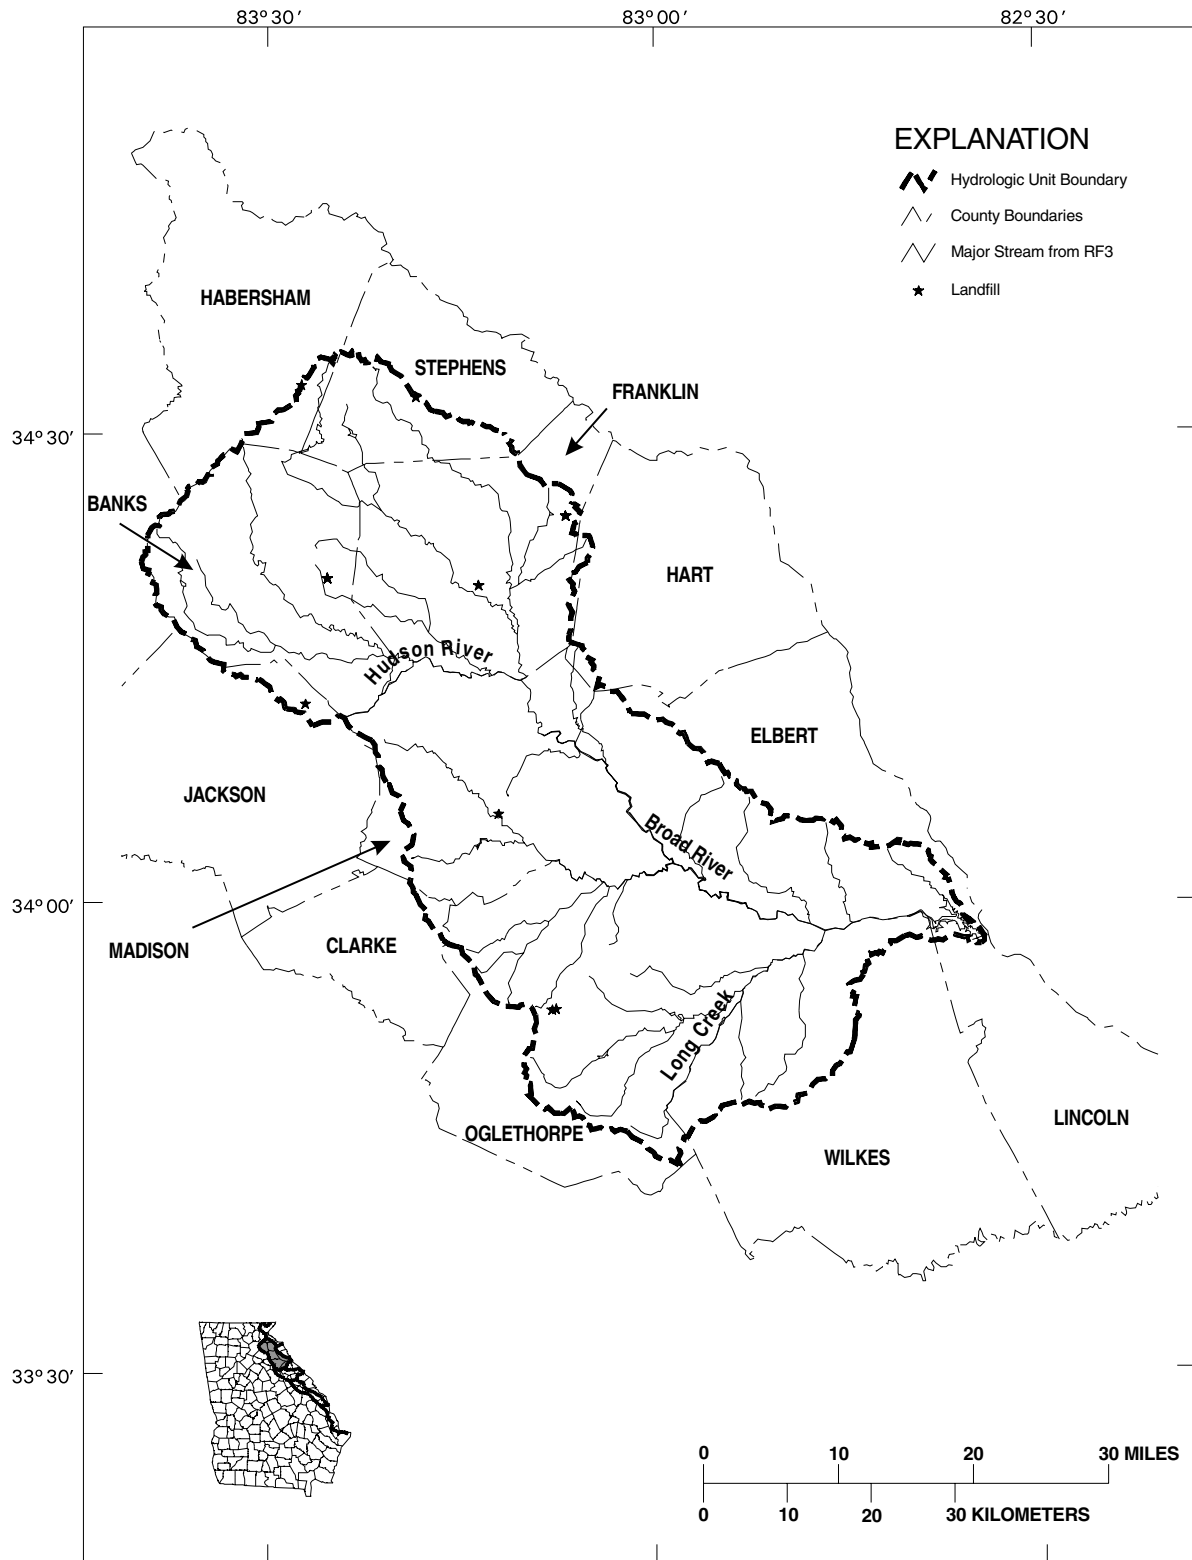 83° 30′ 83° 00′ 82° 30′
EXPLANATION
Hydrologic Unit Boundary
County Boundaries
Major Stream from RF3
Landfill
HABERSHAM
STEPHENS
FRANKLIN
34° 30′
BANKS
HART
Hudson River
ELBERT
JACKSON
Broad River
34° 00′
MADISON
CLARKE
Long Creek
OGLETHORPE
LINCOLN
WILKES
33° 30′
0 10 20 30 MILES
0 10 20 30 KILOMETERS